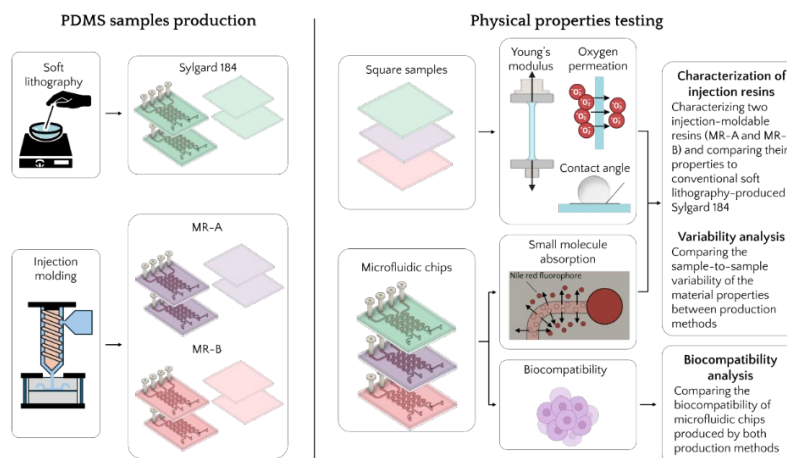 PDMS samples production
Soft
lithography
Sylgard 184
Injection
molding
MR-A
MR-B
Physical properties testing
Square samples
Young's
modulus
Oxygen
permeation
Contact angle
Microfluidic chips
Small molecule
absorption
Nile red fluorophore
Biocompatibility
Characterization of
injection resins
Characterizing two
injection-moldable
resins (MR-A and MR-
B) and comparing their
properties to
conventional soft
lithography-produced
Sylgard 184
Variability analysis
Comparing the
sample-to-sample
variability of the
material properties
between production
methods
Biocompatibility
analysis
Comparing the
biocompatibility of
microfluidic chips
produced by both
production methods